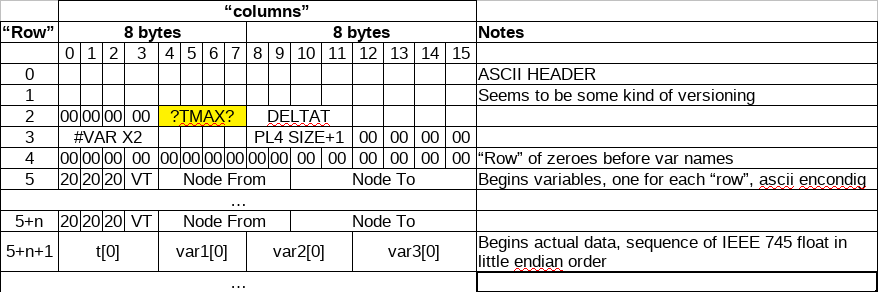 “columns”
“Row” 8 bytes 8 bytes Notes
0 1 2 3 4 5 6 7 8 9 10 11 12 13 14 15
0 ASCII HEADER
1 Seems to be some kind of versioning
2 00 00 00 00 ?TMAX? DELTAT
3 #VAR X2 PL4 SIZE+1 00 00 00 00
4 00 00 00 00 00 00 00 00 00 00 00 00 00 00 00 00 “Row” of zeroes before var names
5 20 20 20 VT Node From Node To Begins variables, one for each “row”, ascii encondig
…
5+n 20 20 20 VT Node From Node To
5+n+1 t[0] var1[0] var2[0] var3[0] Begins actual data, sequence of IEEE 745 float in
little endian order
…